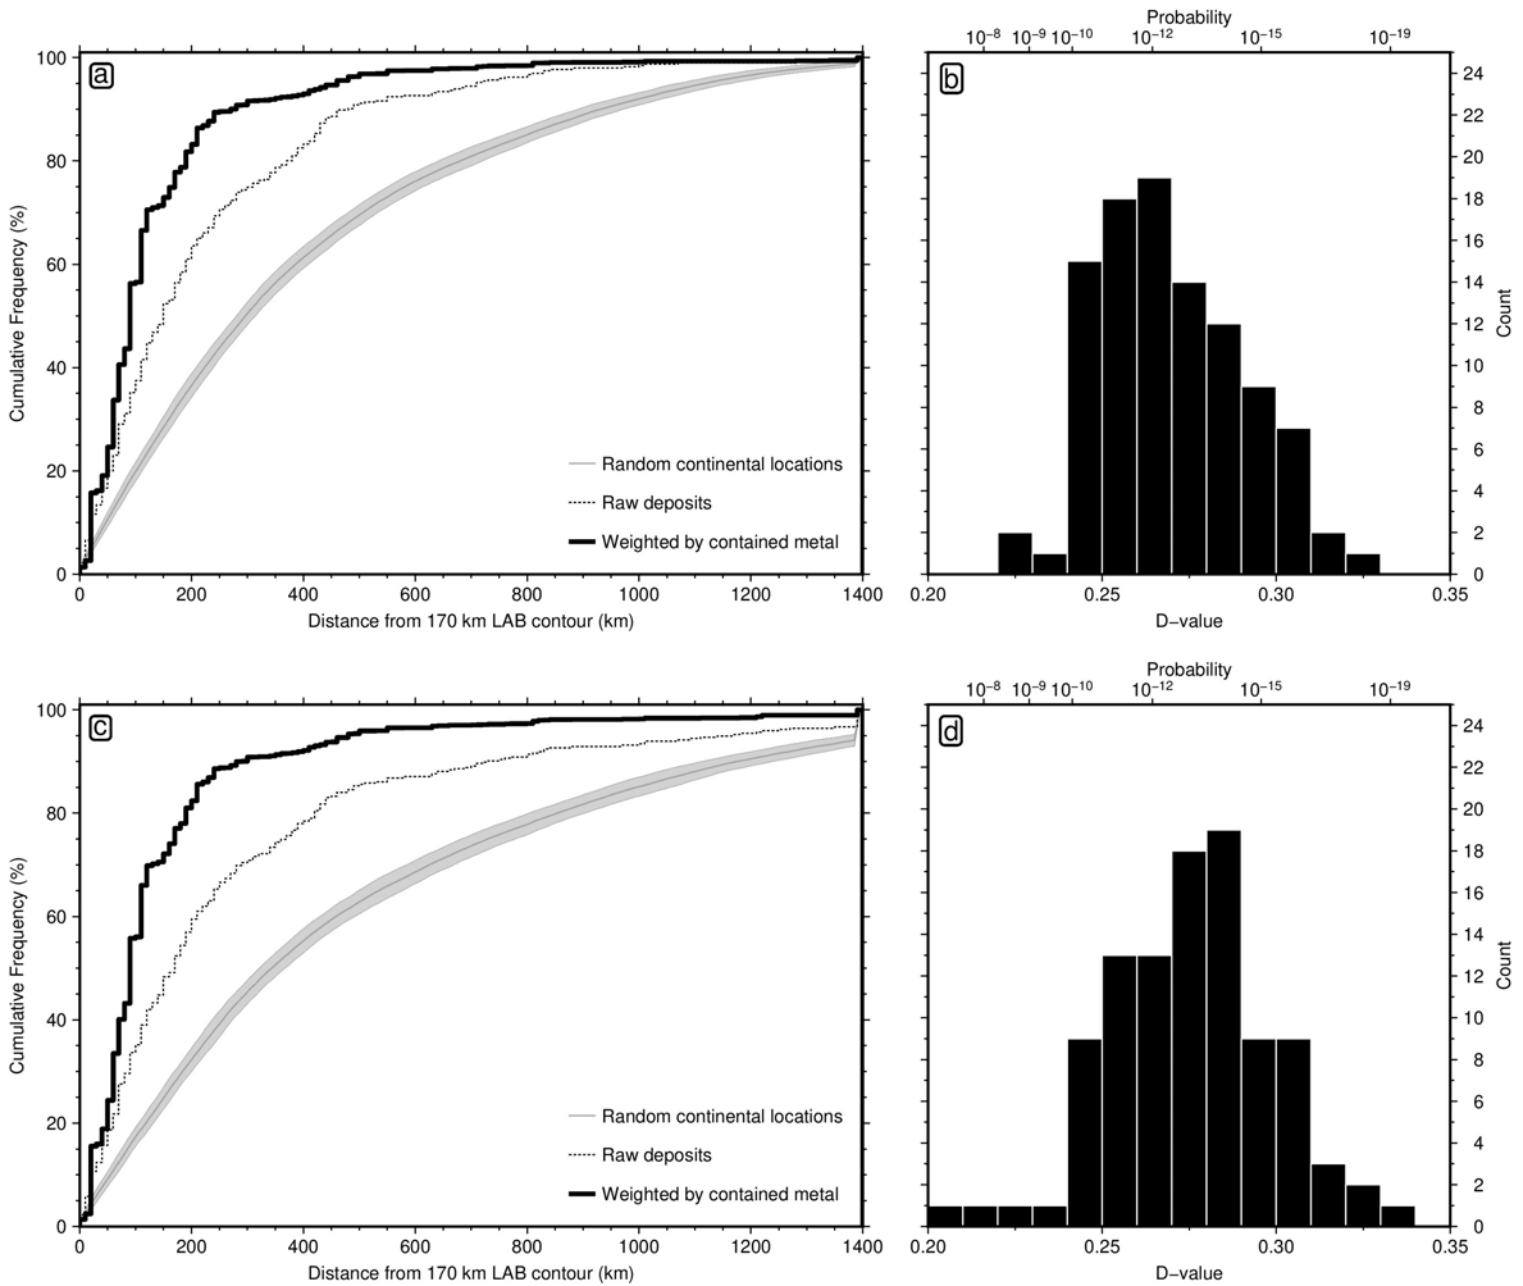 a
Cumulative Frequency (%)
100
80
60
40
20
0
Random continental locations
Raw deposits
Weighted by contained metal
0 200 400 600 800 1000 1200 1400
Distance from 170 km LAB contour (km)
Probability
10⁻⁸ 10⁻⁹ 10⁻¹⁰ 10⁻¹² 10⁻¹⁵ 10⁻¹⁹
b
24
22
20
18
16
14
12
10
8
6
4
2
0
Count
0.20 0.25 0.30 0.35
D−value
c
Cumulative Frequency (%)
100
80
60
40
20
0
Random continental locations
Raw deposits
Weighted by contained metal
0 200 400 600 800 1000 1200 1400
Distance from 170 km LAB contour (km)
Probability
10⁻⁸ 10⁻⁹ 10⁻¹⁰ 10⁻¹² 10⁻¹⁵ 10⁻¹⁹
d
24
22
20
18
16
14
12
10
8
6
4
2
0
Count
0.20 0.25 0.30 0.35
D−value